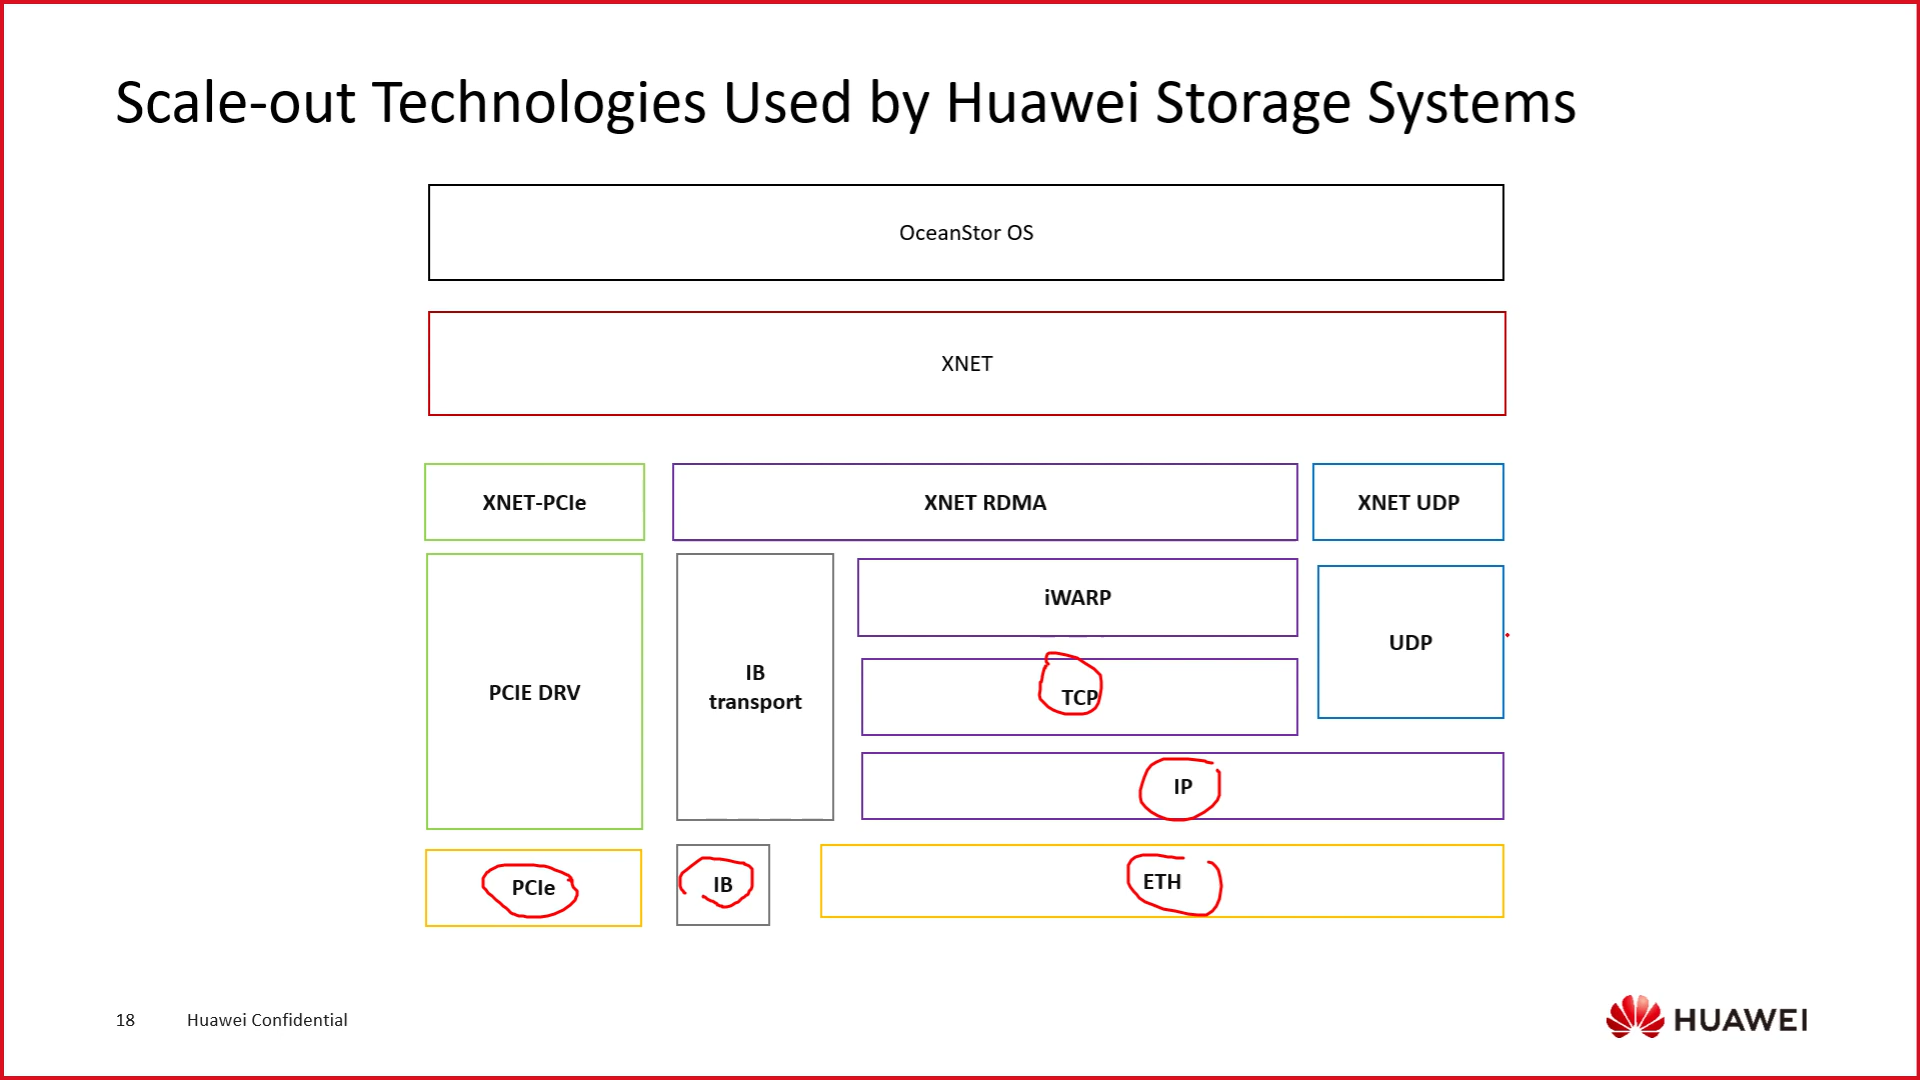 Scale-out Technologies Used by Huawei Storage Systems
OceanStor OS
XNET
XNET-PCIe
XNET RDMA
XNET UDP
PCIE DRV
IB
transport
iWARP
TCP
UDP
IP
PCIe
IB
ETH
18
Huawei Confidential
HUAWEI